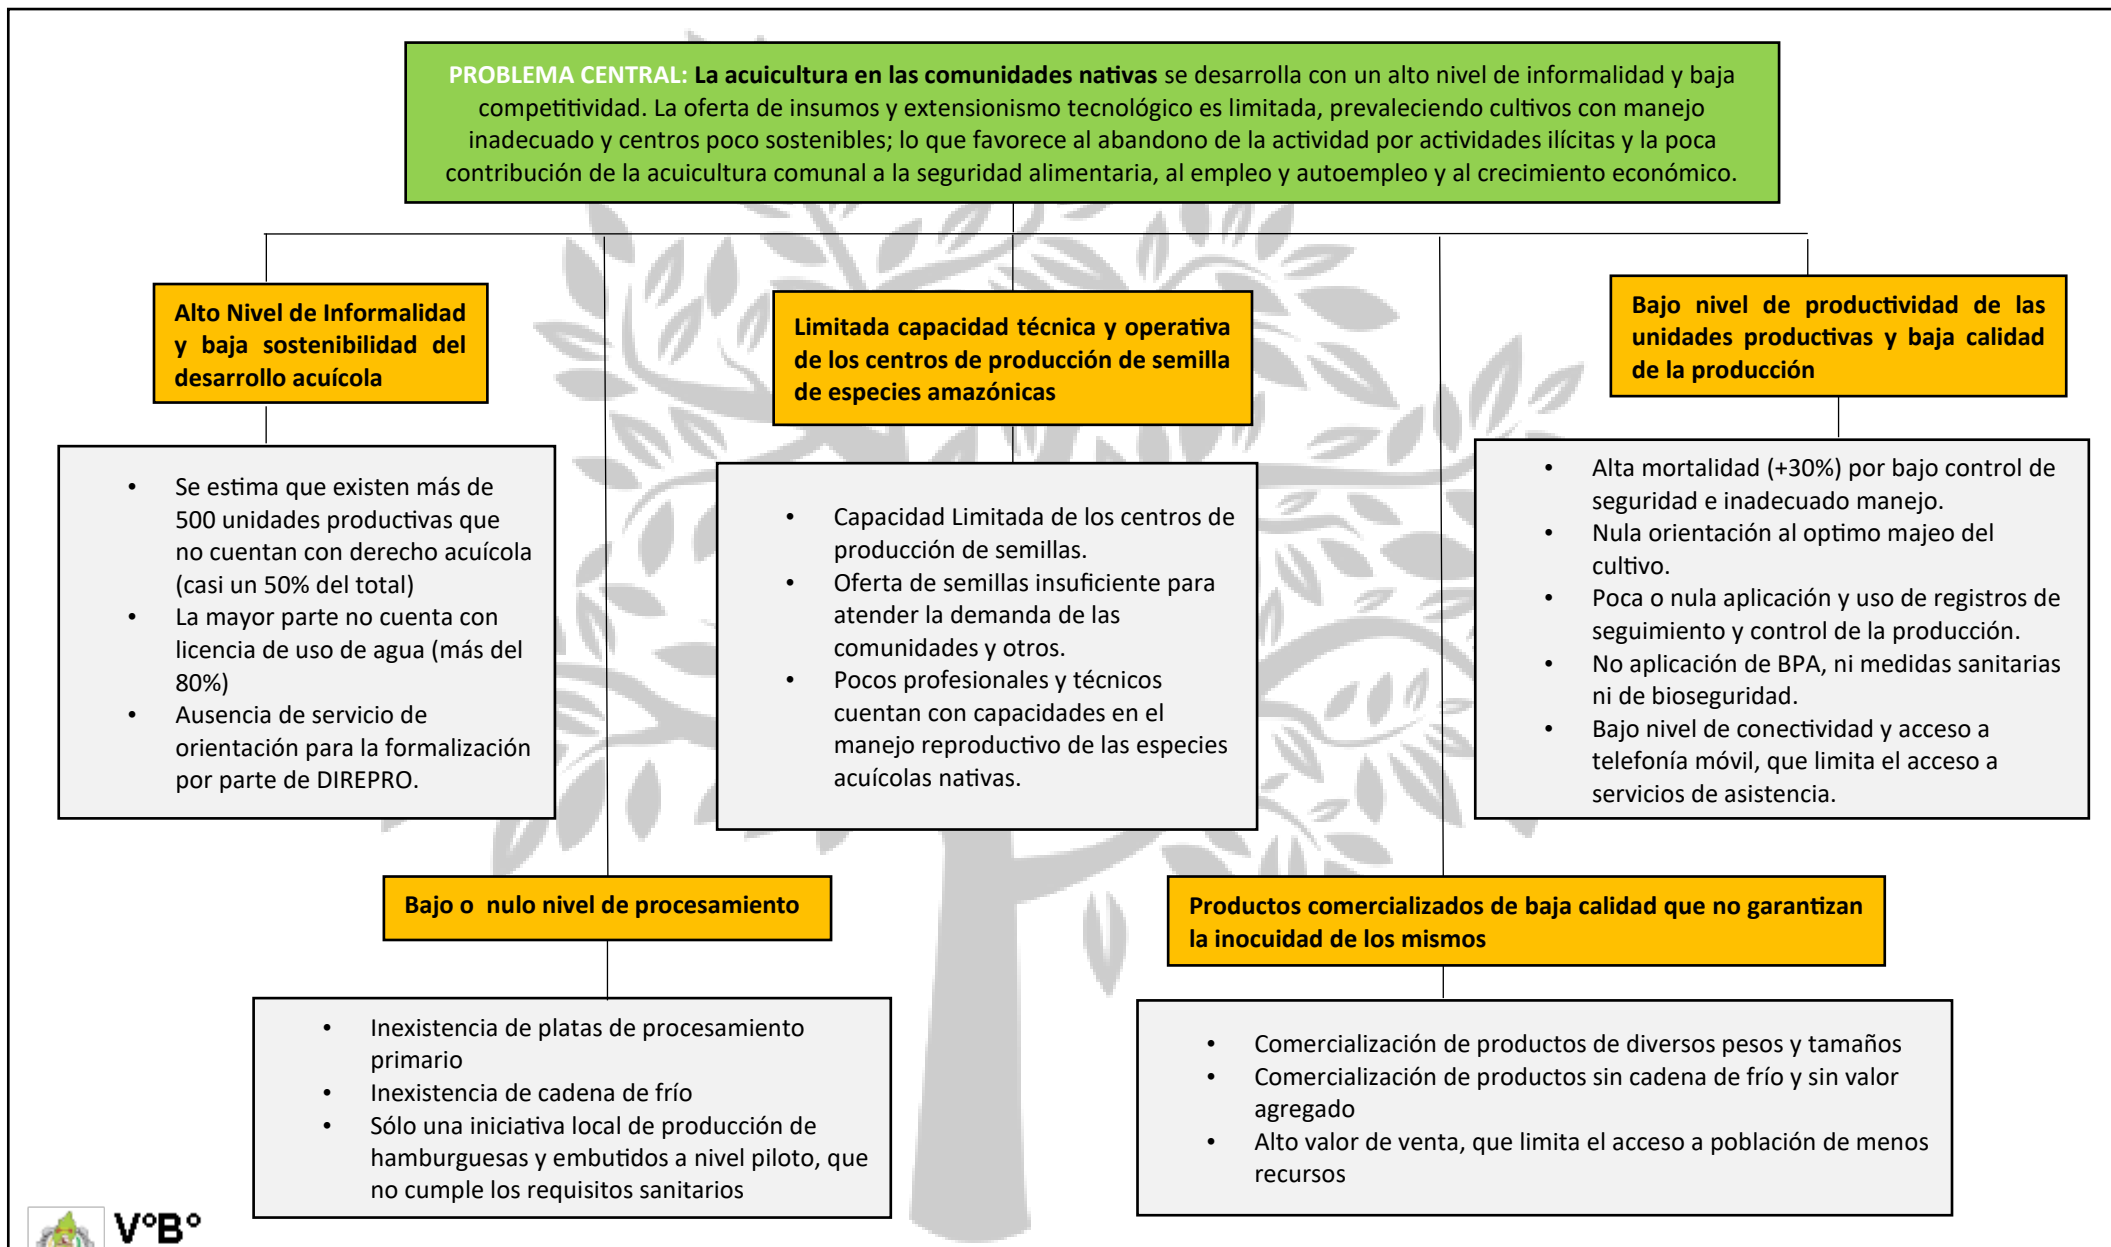 PROBLEMA CENTRAL: La acuicultura en las comunidades nativas se desarrolla con un alto nivel de informalidad y baja
competitividad. La oferta de insumos y extensionismo tecnológico es limitada, prevaleciendo cultivos con manejo
inadecuado y centros poco sostenibles; lo que favorece al abandono de la actividad por actividades ilícitas y la poca
contribución de la acuicultura comunal a la seguridad alimentaria, al empleo y autoempleo y al crecimiento económico.
Alto Nivel de Informalidad
y baja sostenibilidad del
desarrollo acuícola
• Se estima que existen más de
500 unidades productivas que
no cuentan con derecho acuícola
(casi un 50% del total)
• La mayor parte no cuenta con
licencia de uso de agua (más del
80%)
• Ausencia de servicio de
orientación para la formalización
por parte de DIREPRO.
Limitada capacidad técnica y operativa
de los centros de producción de semilla
de especies amazónicas
• Capacidad Limitada de los centros de
producción de semillas.
• Oferta de semillas insuficiente para
atender la demanda de las
comunidades y otros.
• Pocos profesionales y técnicos
cuentan con capacidades en el
manejo reproductivo de las especies
acuícolas nativas.
Bajo nivel de productividad de las
unidades productivas y baja calidad
de la producción
• Alta mortalidad (+30%) por bajo control de
seguridad e inadecuado manejo.
• Nula orientación al optimo majeo del
cultivo.
• Poca o nula aplicación y uso de registros de
seguimiento y control de la producción.
• No aplicación de BPA, ni medidas sanitarias
ni de bioseguridad.
• Bajo nivel de conectividad y acceso a
telefonía móvil, que limita el acceso a
servicios de asistencia.
Bajo o nulo nivel de procesamiento
• Inexistencia de platas de procesamiento
primario
• Inexistencia de cadena de frío
• Sólo una iniciativa local de producción de
hamburguesas y embutidos a nivel piloto, que
no cumple los requisitos sanitarios
Productos comercializados de baja calidad que no garantizan
la inocuidad de los mismos
• Comercialización de productos de diversos pesos y tamaños
• Comercialización de productos sin cadena de frío y sin valor
agregado
• Alto valor de venta, que limita el acceso a población de menos
recursos
V°B°